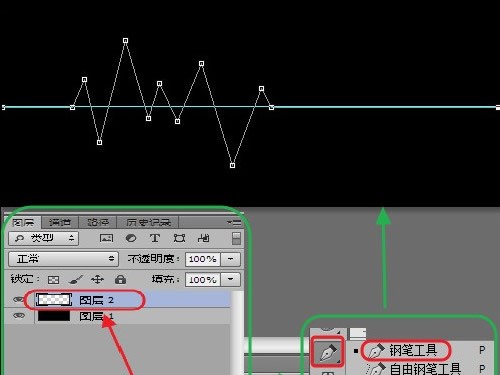 图层 通道 路径 历史记录
类型
正常 不透明度: 100%
锁定: 填充: 100%
图层 2
图层 1
钢笔工具 P
自由钢笔工具 P